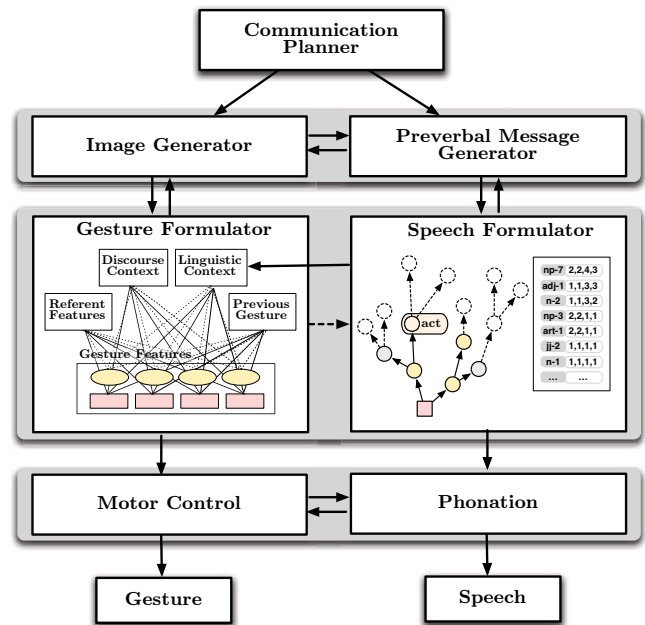 Communication
Planner
Image Generator
Preverbal Message
Generator
Gesture Formulator
Discourse
Context
Linguistic
Context
Referent
Features
Previous
Gesture
Gesture Features
Speech Formulator
act
np-7 2,2,4,3
adj-1 1,1,3,3
n-2 1,1,3,2
np-3 2,2,1,1
art-1 2,2,1,1
jj-2 1,1,1,1
n-1 1,1,1,1
... ...
Motor Control
Phonation
Gesture
Speech